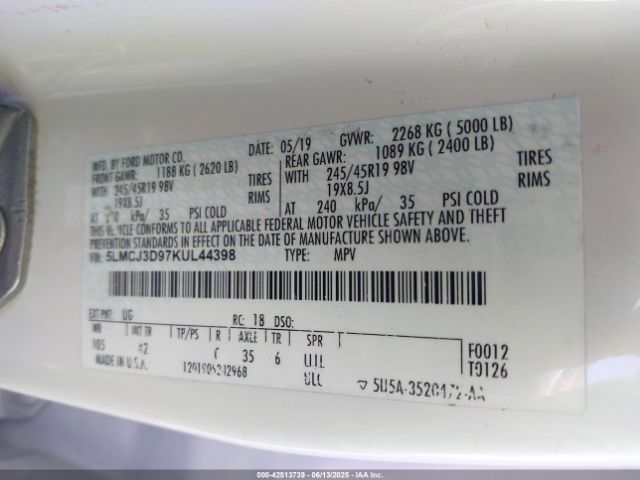 MFD. BY FORD MOTOR CO.
DATE: 05/19 GVWR: 2268 KG ( 5000 LB)
FRONT GAWR: 1188 KG ( 2620 LB)
REAR GAWR: 1089 KG ( 2400 LB)
WITH 245/45R19 98V TIRES
WITH 245/45R19 98V TIRES
19X8.5J RIMS
19X8.5J RIMS
AT 240 kPa/ 35 PSI COLD
AT 240 kPa/ 35 PSI COLD
THIS VEHICLE CONFORMS TO ALL APPLICABLE FEDERAL MOTOR VEHICLE SAFETY AND THEFT
PREVENTION STANDARDS IN EFFECT ON THE DATE OF MANUFACTURE SHOWN ABOVE.
VIN: 5LMCJ3D97KUL44398 TYPE: MPV
EXT PNT: UG RC: 18 DSO:
WB INT TR TP/PS R AXLE TR SPR
105 42 35 6
F0012
T0126
MADE IN U.S.A.
000-42513739 - 06/13/2025 - IAAI.COM